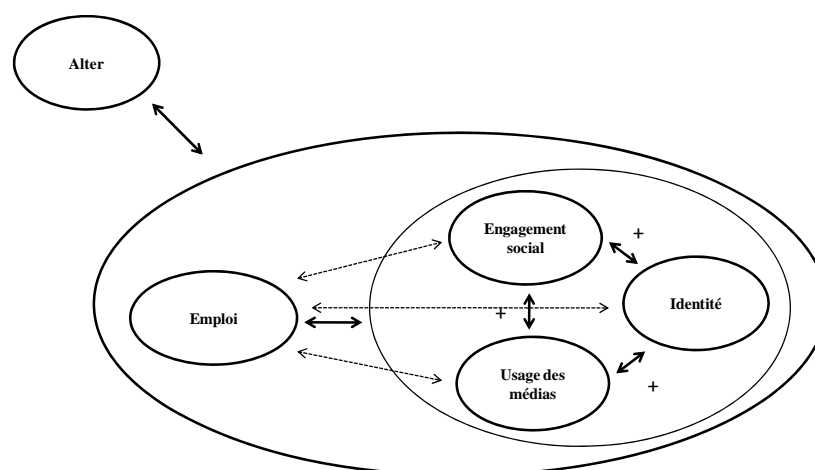 Alter
Engagement
social
+
Identité
Emploi
+
Usage des
médias
+